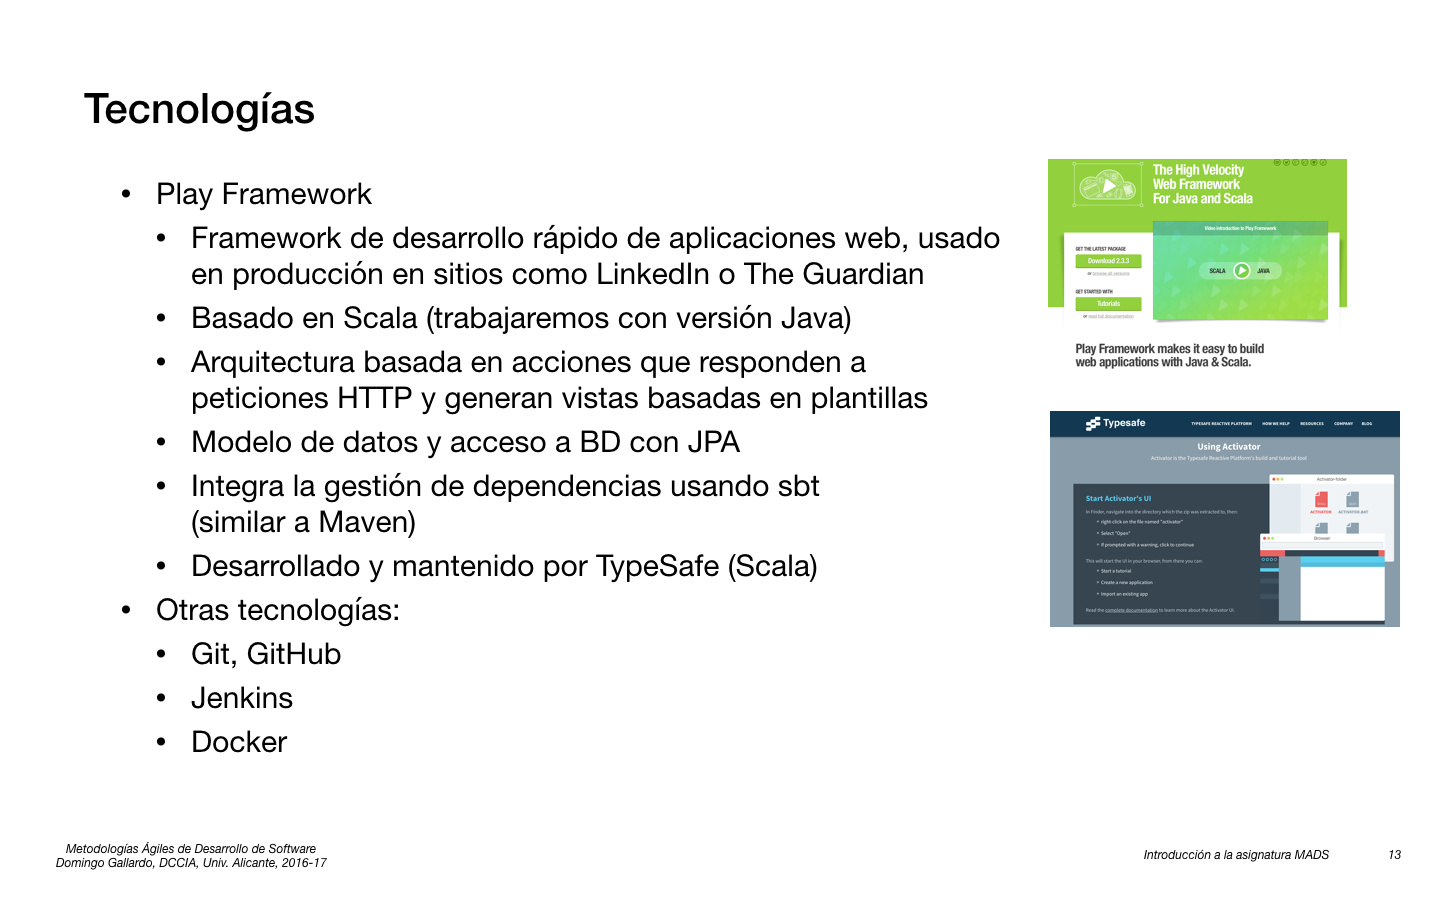 Tecnologías
• Play Framework
• Framework de desarrollo rápido de aplicaciones web, usado
en producción en sitios como LinkedIn o The Guardian
• Basado en Scala (trabajaremos con versión Java)
• Arquitectura basada en acciones que responden a
peticiones HTTP y generan vistas basadas en plantillas
• Modelo de datos y acceso a BD con JPA
• Integra la gestión de dependencias usando sbt
(similar a Maven)
• Desarrollado y mantenido por TypeSafe (Scala)
• Otras tecnologías:
• Git, GitHub
• Jenkins
• Docker
The High Velocity
Web Framework
For Java and Scala
Video introduction to Play Framework
GET THE LATEST PACKAGE
Download 2.3.3
or browse all versions
SCALA JAVA
GET STARTED WITH
Tutorials
or read full documentation
Play Framework makes it easy to build
web applications with Java & Scala.
Typesafe
TYPESAFE REACTIVE PLATFORM HOW WE HELP RESOURCES COMPANY BLOG
Using Activator
Activator is the Typesafe Reactive Platform's build and tutorial tool
Activator-folder
ACTIVATOR ACTIVATOR.BAT
Browser
Start Activator's UI
In Finder, navigate into the directory which the zip was extracted to, then:
• right-click on the file named "activator"
• Select "Open"
• If prompted with a warning, click to continue
This will start the UI in your browser, from there you can:
• Start a tutorial
• Create a new application
• Import an existing app
Read the complete documentation to learn more about the Activator UI.
Metodologías Ágiles de Desarrollo de Software
Domingo Gallardo, DCCIA, Univ. Alicante, 2016-17
Introducción a la asignatura MADS 13